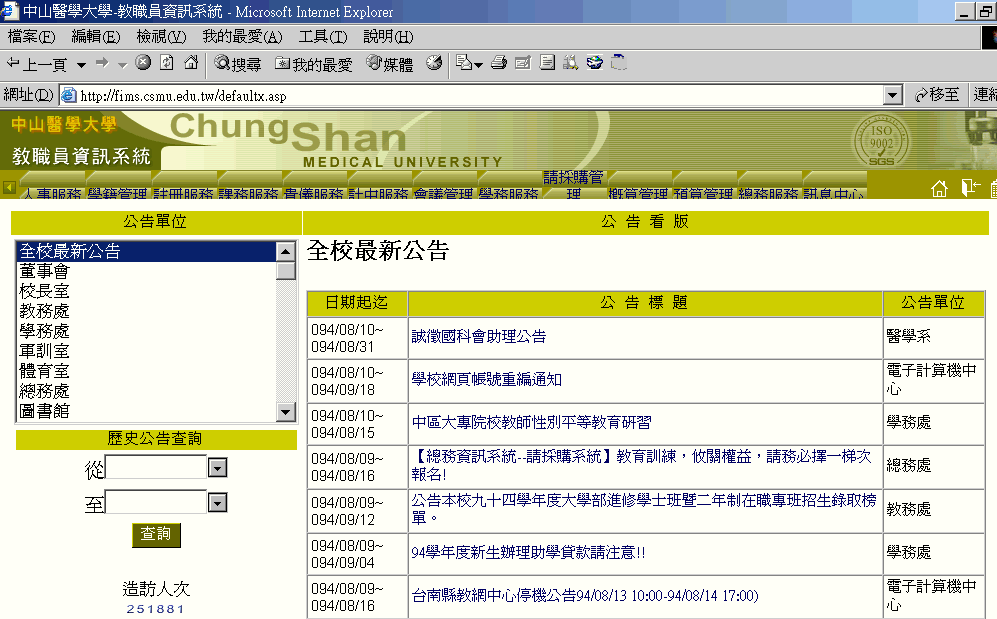 中山醫學大學-教職員資訊系統 - Microsoft Internet Explorer
檔案(F) 編輯(E) 檢視(V) 我的最愛(A) 工具(T) 說明(H)
上一頁 搜尋 我的最愛 媒體
網址(D) http://fims.csmu.edu.tw/defaultx.asp 移至 連結
中山醫學大學 ChungShan
教職員資訊系統 MEDICAL UNIVERSITY
ISO 9002 SGS
人事服務 學籍管理 註冊服務 課務服務 貴儀服務 計中服務 會議管理 學務服務 請採購管理 概算管理 預算管理 總務服務 訊息中心
公告單位 公 告 看 版
全校最新公告
董事會
校長室
教務處
學務處
軍訓室
體育室
總務處
圖書館
歷史公告查詢
從
至
查詢
造訪人次
251881
全校最新公告
日期起迄 公 告 標 題 公告單位
094/08/10~
094/08/31 誠徵國科會助理公告 醫學系
094/08/10~
094/09/18 學校網頁帳號重編通知 電子計算機中
心
094/08/10~
094/08/15 中區大專院校教師性別平等教育研習 學務處
094/08/09~
094/08/16 【總務資訊系統--請採購系統】教育訓練，攸關權益，請務必擇一梯次
報名! 總務處
094/08/09~
094/09/12 公告本校九十四學年度大學部進修學士班暨二年制在職專班招生錄取榜
單。 教務處
094/08/09~
094/09/04 94學年度新生辦理助學貸款請注意!! 學務處
094/08/09~
094/08/16 台南縣教網中心停機公告94/08/13 10:00-94/08/14 17:00) 電子計算機中
心